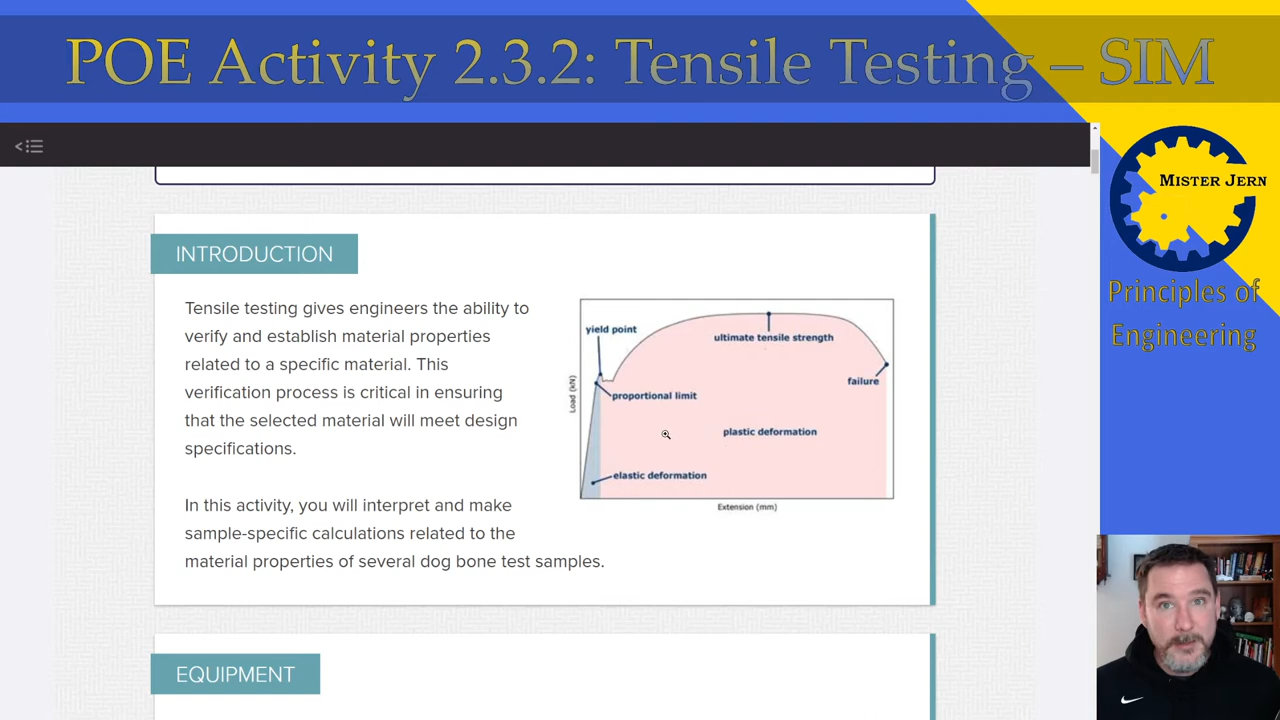 POE Activity 2.3.2: Tensile Testing – SIM
MISTER JERN
Principles of
Engineering
INTRODUCTION
Tensile testing gives engineers the ability to
verify and establish material properties
related to a specific material. This
verification process is critical in ensuring
that the selected material will meet design
specifications.
In this activity, you will interpret and make
sample-specific calculations related to the
material properties of several dog bone test samples.
yield point
ultimate tensile strength
failure
proportional limit
plastic deformation
elastic deformation
Load (kN)
Extension (mm)
EQUIPMENT